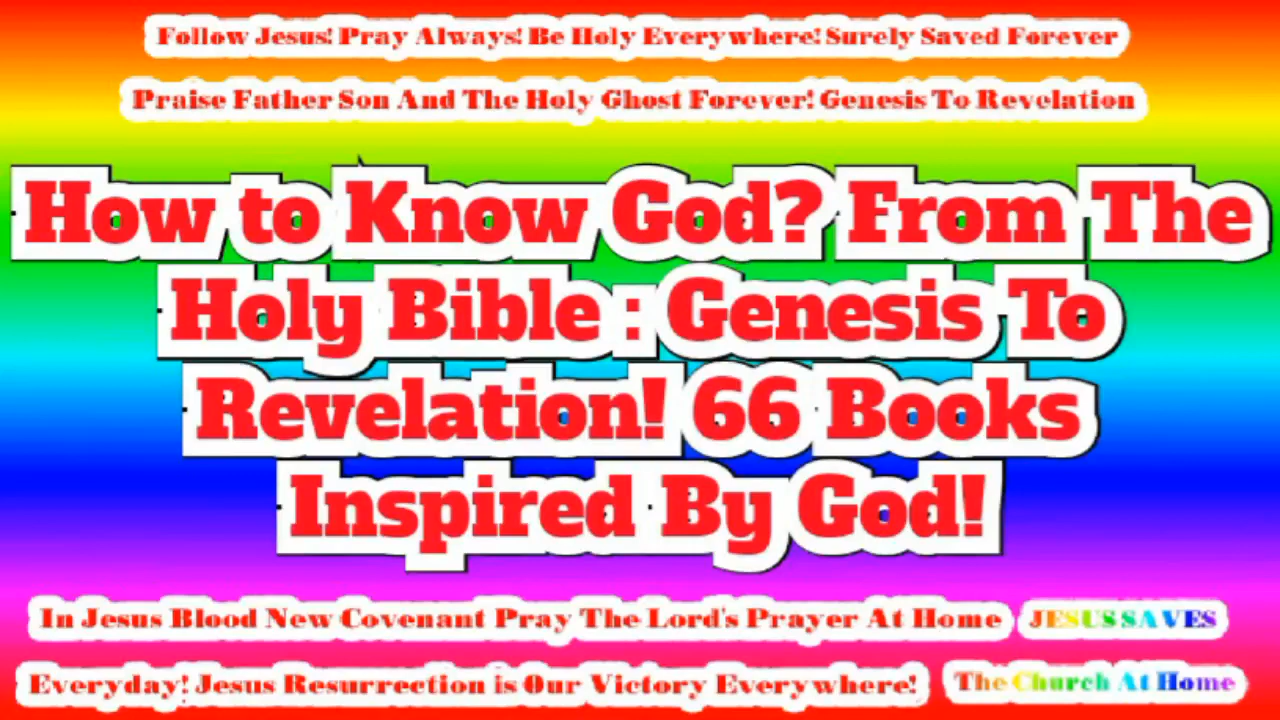 Follow Jesus! Pray Always! Be Holy Everywhere! Surely Saved Forever
Praise Father Son And The Holy Ghost Forever! Genesis To Revelation
How to Know God? From The
Holy Bible : Genesis To
Revelation! 66 Books
Inspired By God!
In Jesus Blood New Covenant Pray The Lord's Prayer At Home JESUS SAVES
Everyday! Jesus Resurrection is Our Victory Everywhere! The Church At Home